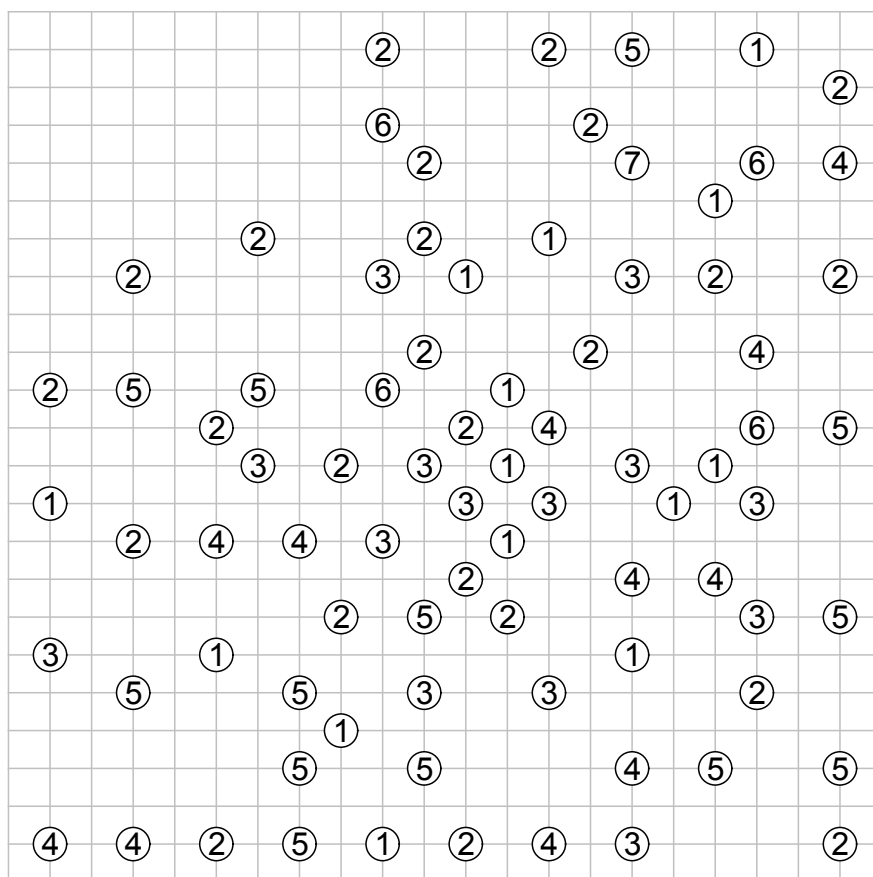 2 2 5 1
2
6 2
2 7 6 4
1
2 2 1
2 3 1 3 2 2
2 2 4
2 5 5 6 1
2 2 4 6 5
3 2 3 1 3 1
1 3 3 1 3
2 4 4 3 1
2 4 4
2 5 2 3 5
3 1 1
5 5 3 3 2
1
5 5 4 5 5
4 4 2 5 1 2 4 3 2